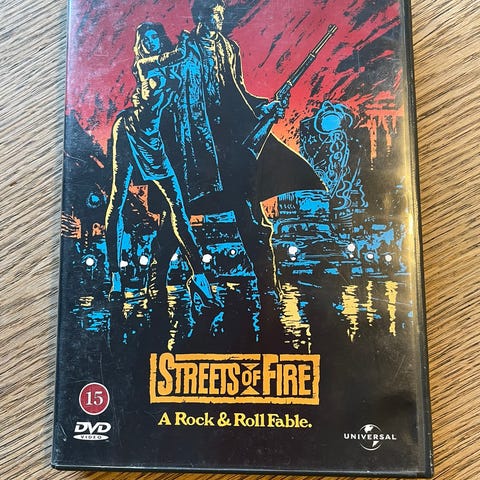 STREETS OF FIRE
A Rock & Roll Fable.
15
DVD
VIDEO
UNIVERSAL